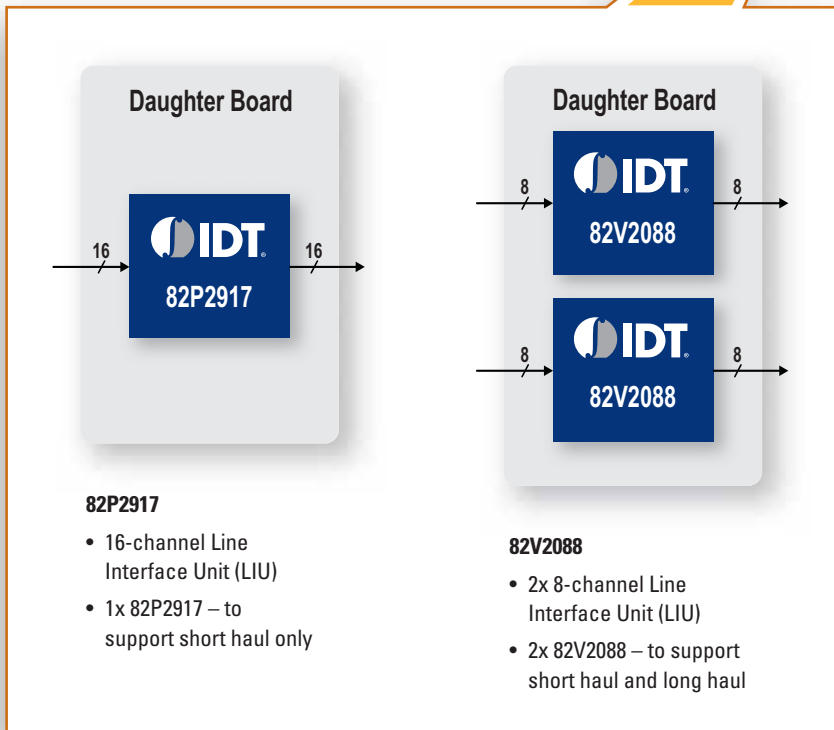 Daughter Board
IDT®
82P2917
16
16
82P2917
• 16-channel Line
Interface Unit (LIU)
• 1x 82P2917 – to
support short haul only
Daughter Board
IDT®
82V2088
8
8
IDT®
82V2088
8
8
82V2088
• 2x 8-channel Line
Interface Unit (LIU)
• 2x 82V2088 – to support
short haul and long haul